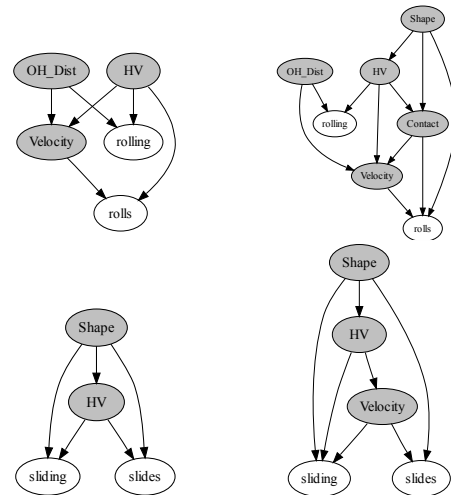 OH_Dist HV
Velocity rolling
rolls
Shape
OH_Dist HV
rolling Contact
Velocity
rolls
Shape
HV
sliding slides
Shape
HV
Velocity
sliding slides